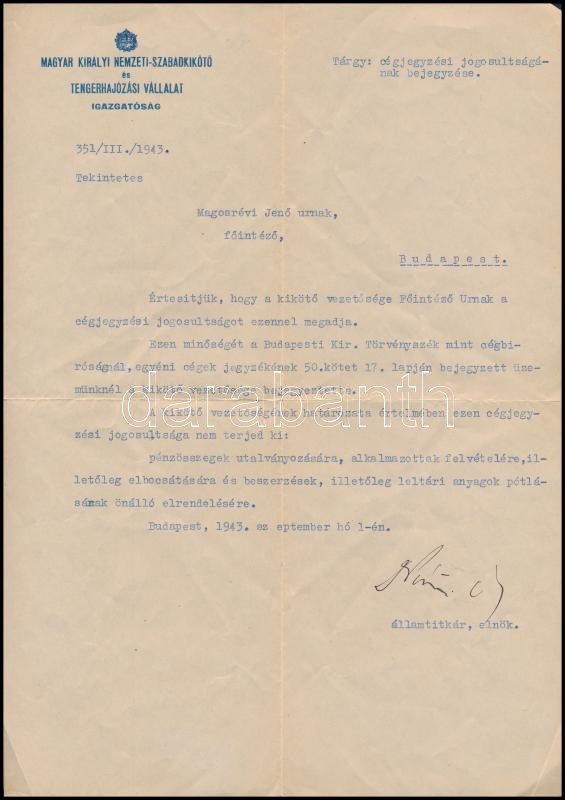 MAGYAR KIRÁLYI NEMZETI-SZABADKIKÖTŐ
és
TENGERHAJÓZÁSI VÁLLALAT
IGAZGATÓSÁG
Tárgy: cégjegyzési jogosultságá-
nak bejegyzése.
351/III./1943.
Tekintetes
Magosrévi Jenő urnak,
főintéző,
Budapest.
Értesitjük, hogy a kikötő vezetősége Főintéző Urnak a
cégjegyzési jogosultságot ezennel megadja.
Ezen minőségét a Budapesti Kir. Törvényszék mint cégbi-
róságnál, egyéni cégek jegyzékének 50.kötet 17. lapján bejegyzett üze-
münknél a kikötő vezetősége bejegyeztette.
A kikötő vezetőségének határozata értelmében ezen cégjegy-
zési jogosultsága nem terjed ki:
pénzösszegek utalványozására, alkalmazottak felvételére,il-
letőleg elbocsátására és beszerzések, illetőleg leltári anyagok pótlá-
sának önálló elrendelésére.
Budapest, 1943. sz eptember hó 1-én.
államtitkár, elnök.
darabanth